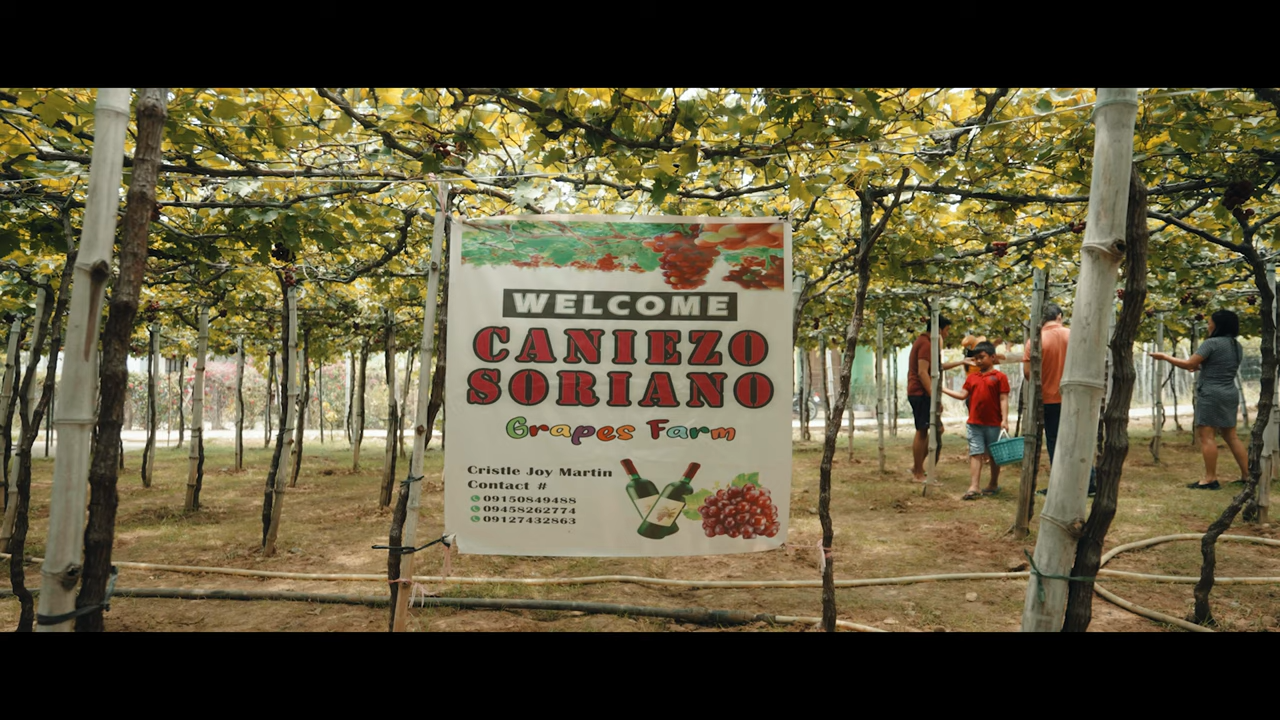 WELCOME
CANIEZO
SORIANO
Grapes Farm
Cristle Joy Martin
Contact #
09150849488
09458262774
09127432863